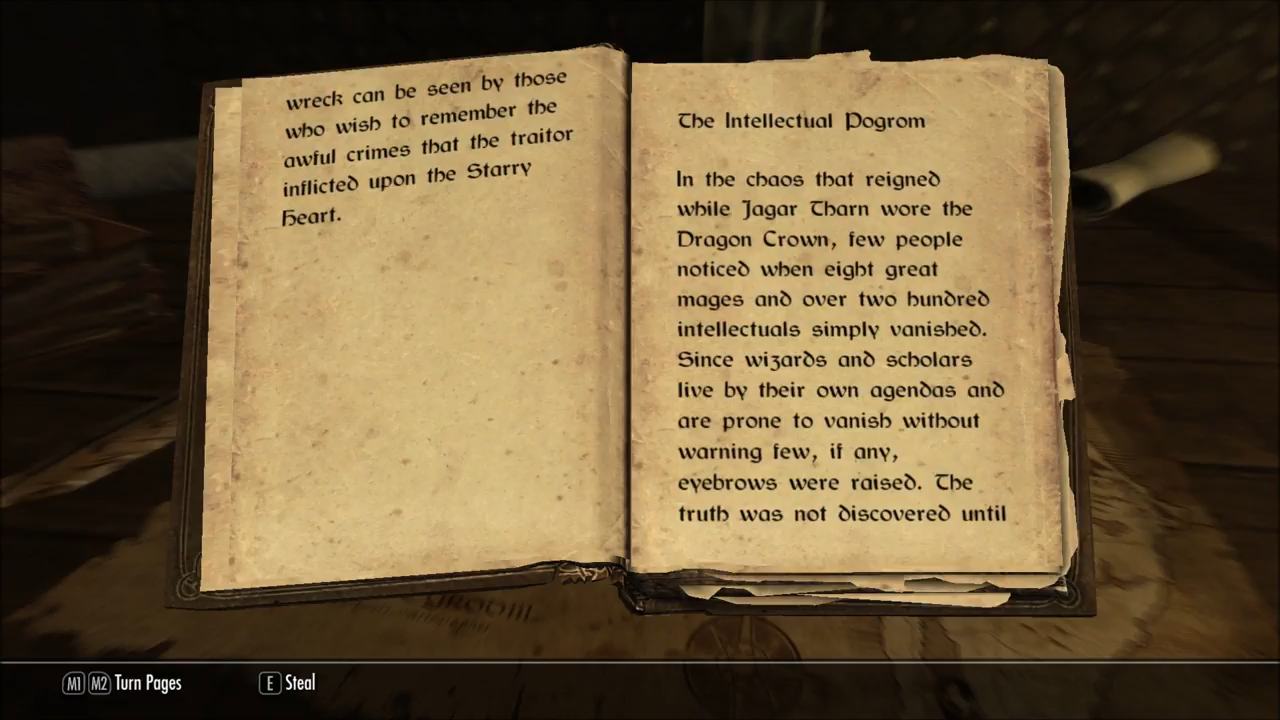 wreck can be seen by those
who wish to remember the
awful crimes that the traitor
inflicted upon the Starry
Heart.
The Intellectual Pogrom
In the chaos that reigned
while Jagar Tharn wore the
Dragon Crown, few people
noticed when eight great
mages and over two hundred
intellectuals simply vanished.
Since wizards and scholars
live by their own agendas and
are prone to vanish without
warning few, if any,
eyebrows were raised. The
truth was not discovered until
M1 M2 Turn Pages
E Steal